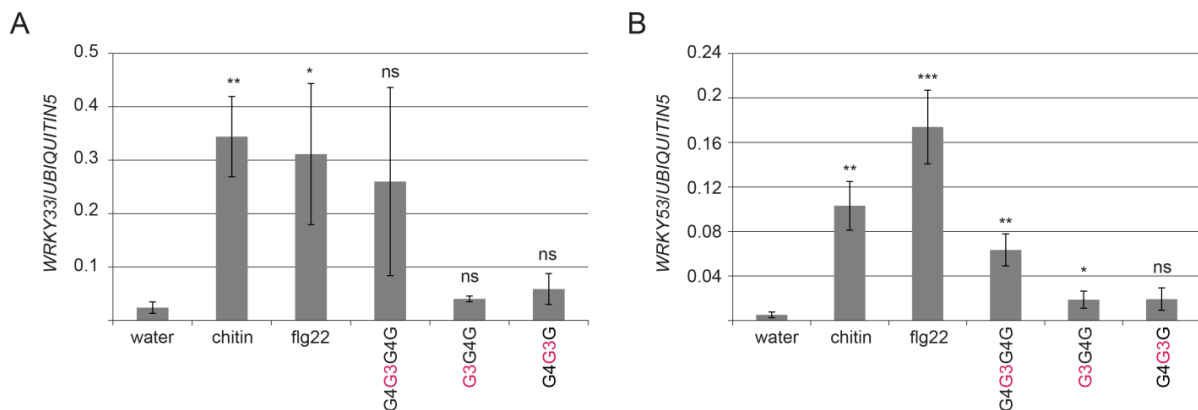 A
WRKY33/UBIQUITIN5
0.5
0.4
0.3
0.2
0.1
**
*
ns
ns
ns
water
chitin
flg22
G4G3G4G
G3G4G
G4G3G
B
WRKY53/UBIQUITIN5
0.24
0.2
0.16
0.12
0.08
0.04
**
***
**
*
ns
water
chitin
flg22
G4G3G4G
G3G4G
G4G3G